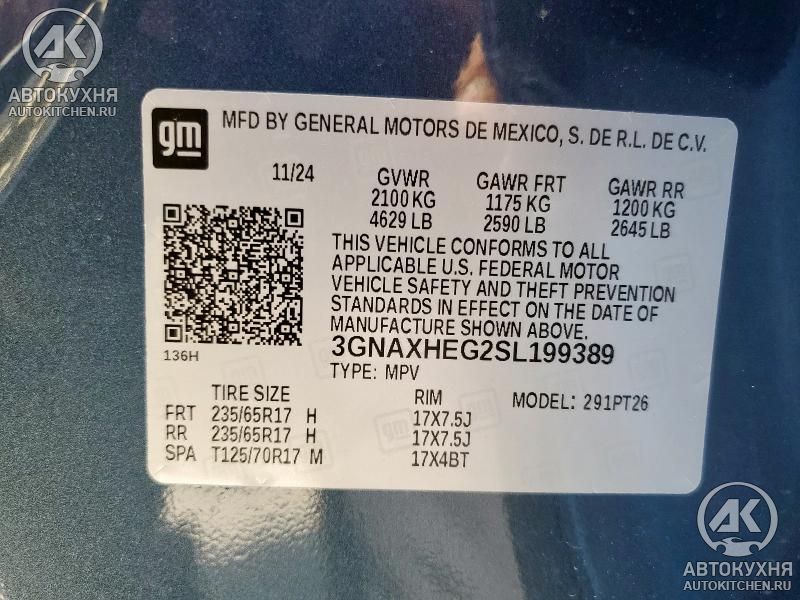 AK
АВТОКУХНЯ
AUTOKITCHEN.RU
gm
MFD BY GENERAL MOTORS DE MEXICO, S. DE R.L. DE C.V.
11/24 GVWR GAWR FRT GAWR RR
2100 KG 1175 KG 1200 KG
4629 LB 2590 LB 2645 LB
THIS VEHICLE CONFORMS TO ALL
APPLICABLE U.S. FEDERAL MOTOR
VEHICLE SAFETY AND THEFT PREVENTION
STANDARDS IN EFFECT ON THE DATE OF
MANUFACTURE SHOWN ABOVE.
136H
3GNAXHEG2SL199389
TYPE: MPV
TIRE SIZE RIM MODEL: 291PT26
FRT 235/65R17 H 17X7.5J
RR 235/65R17 H 17X7.5J
SPA T125/70R17 M 17X4BT
AK
АВТОКУХНЯ
AUTOKITCHEN.RU